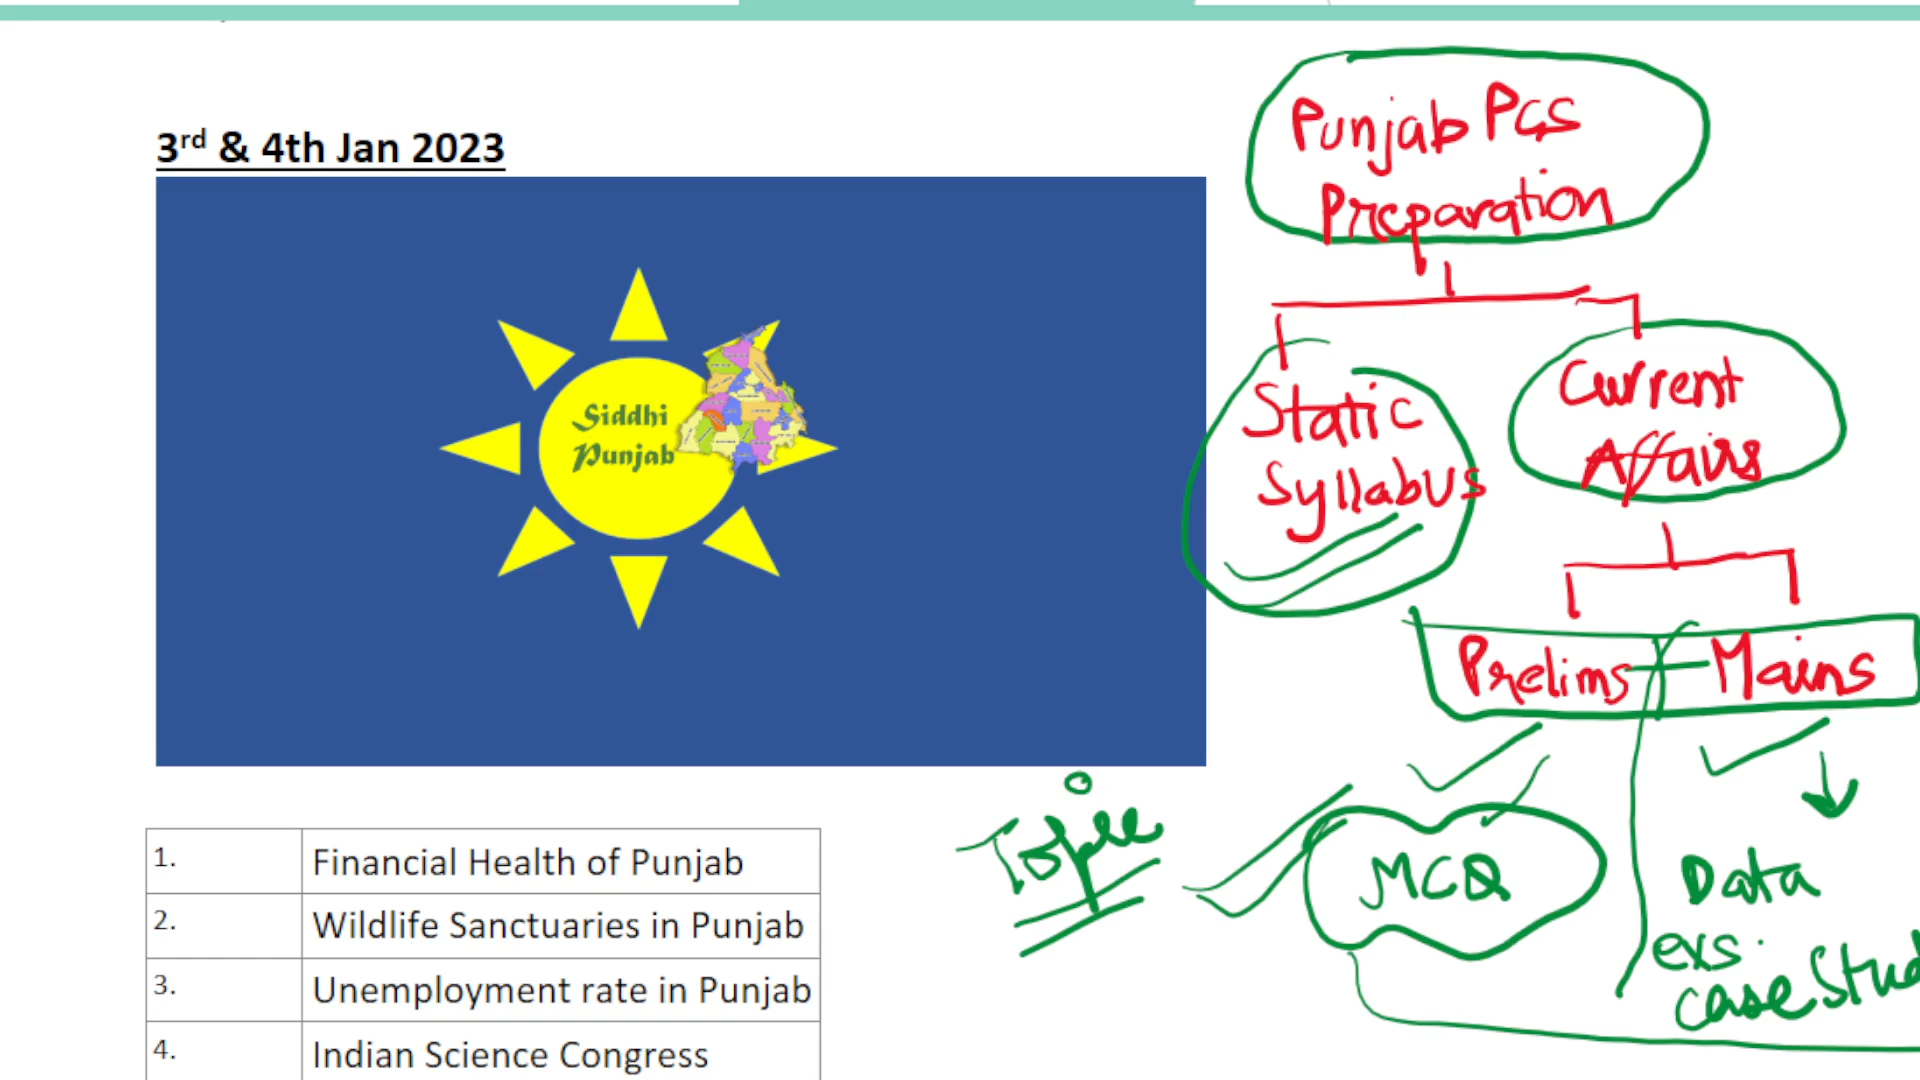 3rd & 4th Jan 2023
Siddhi
Punjab
1. Financial Health of Punjab
2. Wildlife Sanctuaries in Punjab
3. Unemployment rate in Punjab
4. Indian Science Congress
Punjab PCS
Preparation
Static
Syllabus
Current
Affairs
Prelims Mains
Topic
MCQ
Data
exs.
Case Stud